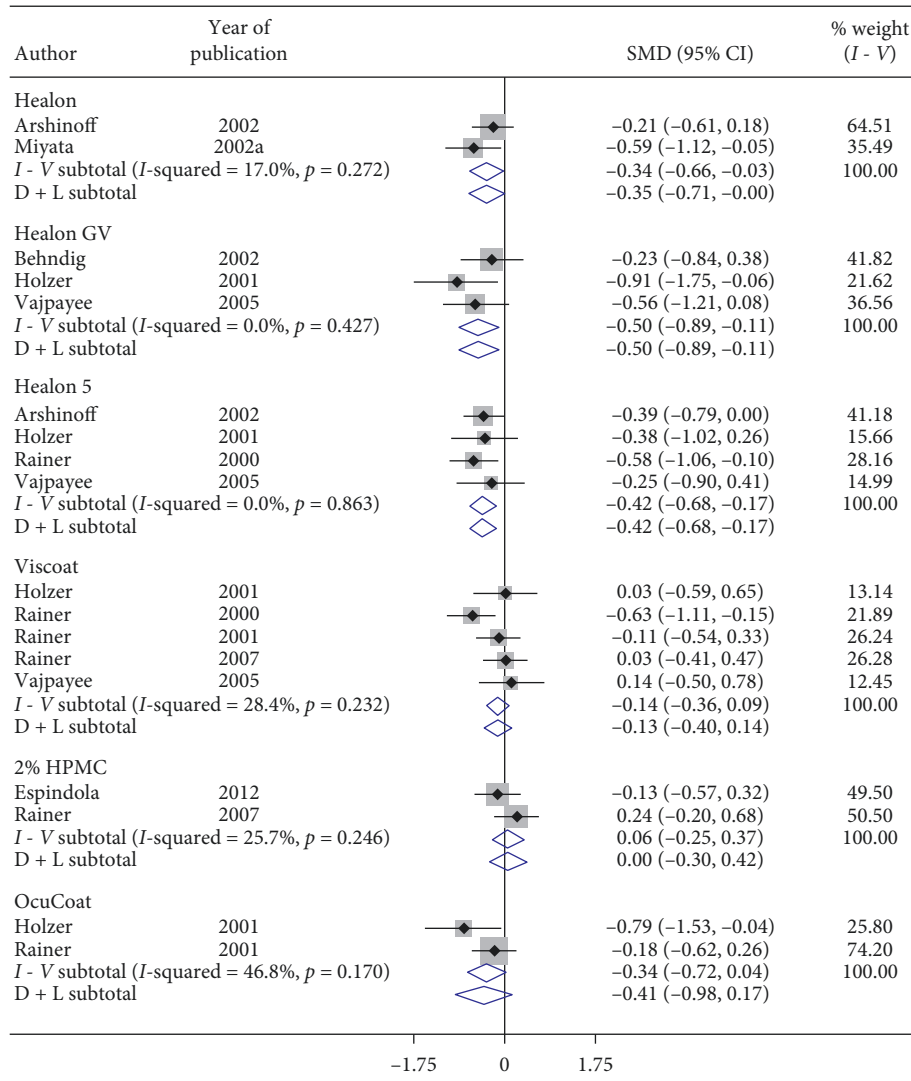 Author Year of publication SMD (95% CI) % weight (I - V)
Healon
Arshinoff 2002 –0.21 (–0.61, 0.18) 64.51
Miyata 2002a –0.59 (–1.12, –0.05) 35.49
I - V subtotal (I-squared = 17.0%, p = 0.272) –0.34 (–0.66, –0.03) 100.00
D + L subtotal –0.35 (–0.71, –0.00)
Healon GV
Behndig 2002 –0.23 (–0.84, 0.38) 41.82
Holzer 2001 –0.91 (–1.75, –0.06) 21.62
Vajpayee 2005 –0.56 (–1.21, 0.08) 36.56
I - V subtotal (I-squared = 0.0%, p = 0.427) –0.50 (–0.89, –0.11) 100.00
D + L subtotal –0.50 (–0.89, –0.11)
Healon 5
Arshinoff 2002 –0.39 (–0.79, 0.00) 41.18
Holzer 2001 –0.38 (–1.02, 0.26) 15.66
Rainer 2000 –0.58 (–1.06, –0.10) 28.16
Vajpayee 2005 –0.25 (–0.90, 0.41) 14.99
I - V subtotal (I-squared = 0.0%, p = 0.863) –0.42 (–0.68, –0.17) 100.00
D + L subtotal –0.42 (–0.68, –0.17)
Viscoat
Holzer 2001 0.03 (–0.59, 0.65) 13.14
Rainer 2000 –0.63 (–1.11, –0.15) 21.89
Rainer 2001 –0.11 (–0.54, 0.33) 26.24
Rainer 2007 0.03 (–0.41, 0.47) 26.28
Vajpayee 2005 0.14 (–0.50, 0.78) 12.45
I - V subtotal (I-squared = 28.4%, p = 0.232) –0.14 (–0.36, 0.09) 100.00
D + L subtotal –0.13 (–0.40, 0.14)
2% HPMC
Espindola 2012 –0.13 (–0.57, 0.32) 49.50
Rainer 2007 0.24 (–0.20, 0.68) 50.50
I - V subtotal (I-squared = 25.7%, p = 0.246) 0.06 (–0.25, 0.37) 100.00
D + L subtotal 0.00 (–0.30, 0.42)
OcuCoat
Holzer 2001 –0.79 (–1.53, –0.04) 25.80
Rainer 2001 –0.18 (–0.62, 0.26) 74.20
I - V subtotal (I-squared = 46.8%, p = 0.170) –0.34 (–0.72, 0.04) 100.00
D + L subtotal –0.41 (–0.98, 0.17)
–1.75 0 1.75